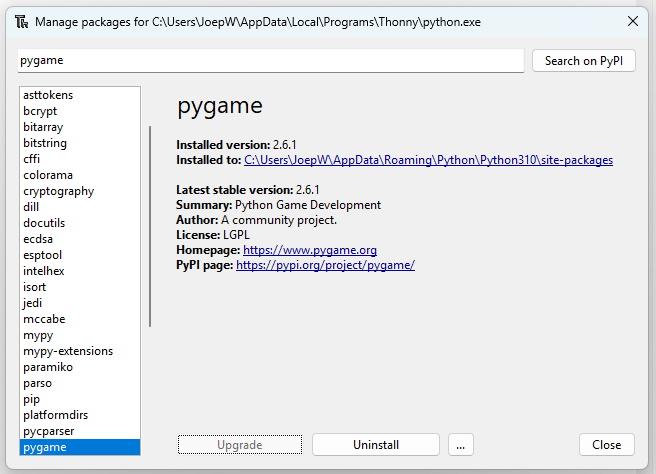 Manage packages for C:\Users\JoepW\AppData\Local\Programs\Thonny\python.exe
pygame
Search on PyPI
asttokens
bcrypt
bitarray
bitstring
cffi
colorama
cryptography
dill
docutils
ecdsa
esptool
intelhex
isort
jedi
mccabe
mypy
mypy-extensions
paramiko
parso
pip
platformdirs
pycparser
pygame
pygame
Installed version: 2.6.1
Installed to: C:\Users\JoepW\AppData\Roaming\Python\Python310\site-packages
Latest stable version: 2.6.1
Summary: Python Game Development
Author: A community project.
License: LGPL
Homepage: https://www.pygame.org
PyPI page: https://pypi.org/project/pygame/
Upgrade
Uninstall
...
Close